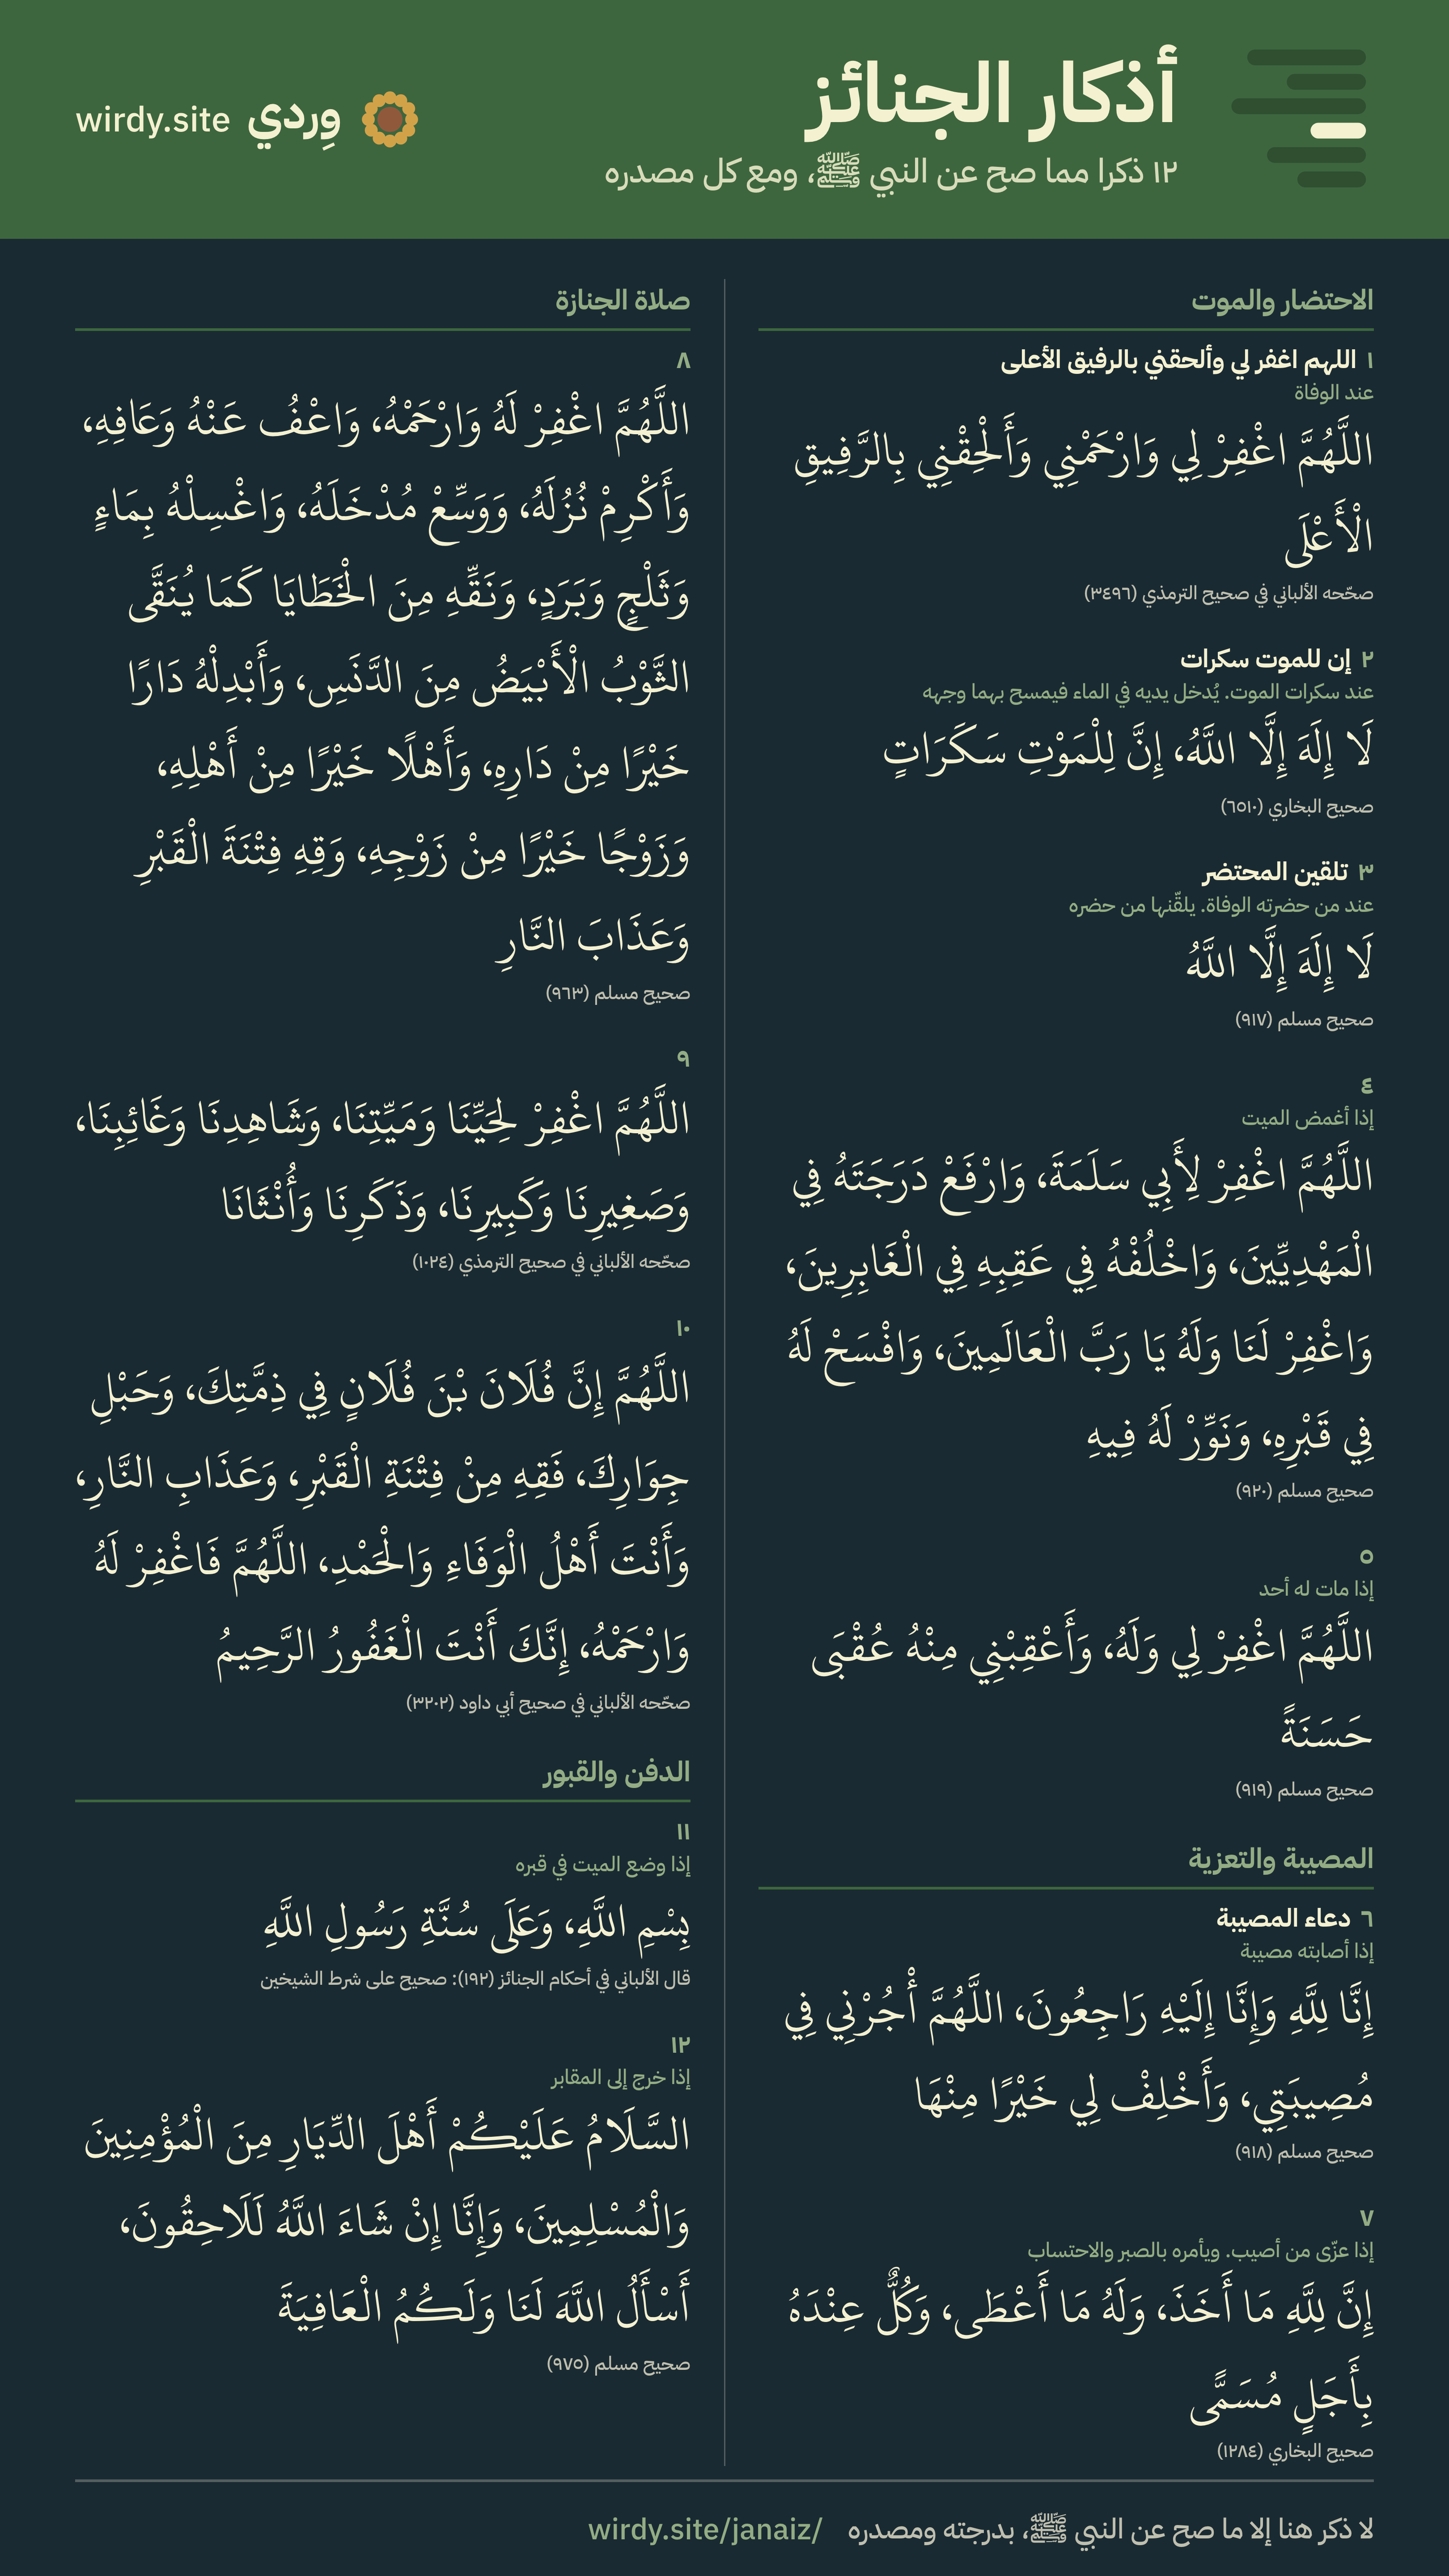 أذكار الجنائز
١٢ ذكرا مما صح عن النبي ﷺ، ومع كل مصدره
وِردي wirdy.site
الاحتضار والموت
١ اللهم اغفر لي وألحقني بالرفيق الأعلى
عند الوفاة
اللَّهُمَّ اغْفِرْ لِي وَارْحَمْنِي وَأَلْحِقْنِي بِالرَّفِيقِ
الْأَعْلَى
صحّحه الألباني في صحيح الترمذي (٣٤٩٦)
٢ إن للموت سكرات
عند سكرات الموت. يُدخل يديه في الماء فيمسح بهما وجهه
لَا إِلَهَ إِلَّا اللَّهُ، إِنَّ لِلْمَوْتِ سَكَرَاتٍ
صحيح البخاري (٦٥١٠)
٣ تلقين المحتضر
عند من حضرته الوفاة. يلقّنها من حضره
لَا إِلَهَ إِلَّا اللَّهُ
صحيح مسلم (٩١٧)
٤
إذا أغمض الميت
اللَّهُمَّ اغْفِرْ لِأَبِي سَلَمَةَ، وَارْفَعْ دَرَجَتَهُ فِي
الْمَهْدِيِّينَ، وَاخْلُفْهُ فِي عَقِبِهِ فِي الْغَابِرِينَ،
وَاغْفِرْ لَنَا وَلَهُ يَا رَبَّ الْعَالَمِينَ، وَافْسَحْ لَهُ
فِي قَبْرِهِ، وَنَوِّرْ لَهُ فِيهِ
صحيح مسلم (٩٢٠)
٥
إذا مات له أحد
اللَّهُمَّ اغْفِرْ لِي وَلَهُ، وَأَعْقِبْنِي مِنْهُ عُقْبَى
حَسَنَةً
صحيح مسلم (٩١٩)
المصيبة والتعزية
٦ دعاء المصيبة
إذا أصابته مصيبة
إِنَّا لِلَّهِ وَإِنَّا إِلَيْهِ رَاجِعُونَ، اللَّهُمَّ أْجُرْنِي فِي
مُصِيبَتِي، وَأَخْلِفْ لِي خَيْرًا مِنْهَا
صحيح مسلم (٩١٨)
٧
إذا عزّى من أصيب. ويأمره بالصبر والاحتساب
إِنَّ لِلَّهِ مَا أَخَذَ، وَلَهُ مَا أَعْطَى، وَكُلٌّ عِنْدَهُ
بِأَجَلٍ مُسَمًّى
صحيح البخاري (١٢٨٤)
صلاة الجنازة
٨
اللَّهُمَّ اغْفِرْ لَهُ وَارْحَمْهُ، وَاعْفُ عَنْهُ وَعَافِهِ،
وَأَكْرِمْ نُزُلَهُ، وَوَسِّعْ مُدْخَلَهُ، وَاغْسِلْهُ بِمَاءٍ
وَثَلْجٍ وَبَرَدٍ، وَنَقِّهِ مِنَ الْخَطَايَا كَمَا يُنَقَّى
الثَّوْبُ الْأَبْيَضُ مِنَ الدَّنَسِ، وَأَبْدِلْهُ دَارًا
خَيْرًا مِنْ دَارِهِ، وَأَهْلًا خَيْرًا مِنْ أَهْلِهِ،
وَزَوْجًا خَيْرًا مِنْ زَوْجِهِ، وَقِهِ فِتْنَةَ الْقَبْرِ
وَعَذَابَ النَّارِ
صحيح مسلم (٩٦٣)
٩
اللَّهُمَّ اغْفِرْ لِحَيِّنَا وَمَيِّتِنَا، وَشَاهِدِنَا وَغَائِبِنَا،
وَصَغِيرِنَا وَكَبِيرِنَا، وَذَكَرِنَا وَأُنْثَانَا
صحّحه الألباني في صحيح الترمذي (١٠٢٤)
١٠
اللَّهُمَّ إِنَّ فُلَانَ بْنَ فُلَانٍ فِي ذِمَّتِكَ، وَحَبْلِ
جِوَارِكَ، فَقِهِ مِنْ فِتْنَةِ الْقَبْرِ، وَعَذَابِ النَّارِ،
وَأَنْتَ أَهْلُ الْوَفَاءِ وَالْحَمْدِ، اللَّهُمَّ فَاغْفِرْ لَهُ
وَارْحَمْهُ، إِنَّكَ أَنْتَ الْغَفُورُ الرَّحِيمُ
صحّحه الألباني في صحيح أبي داود (٣٢٠٢)
الدفن والقبور
١١
إذا وضع الميت في قبره
بِسْمِ اللَّهِ، وَعَلَى سُنَّةِ رَسُولِ اللَّهِ
قال الألباني في أحكام الجنائز (١٩٢): صحيح على شرط الشيخين
١٢
إذا خرج إلى المقابر
السَّلَامُ عَلَيْكُمْ أَهْلَ الدِّيَارِ مِنَ الْمُؤْمِنِينَ
وَالْمُسْلِمِينَ، وَإِنَّا إِنْ شَاءَ اللَّهُ لَلَاحِقُونَ،
أَسْأَلُ اللَّهَ لَنَا وَلَكُمُ الْعَافِيَةَ
صحيح مسلم (٩٧٥)
لا ذكر هنا إلا ما صح عن النبي ﷺ، بدرجته ومصدره wirdy.site/janaiz/